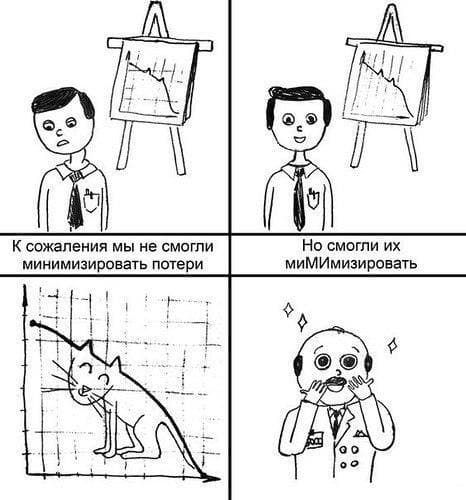 К сожаления мы не смогли
минимизировать потери
Но смогли их
миМИмизировать